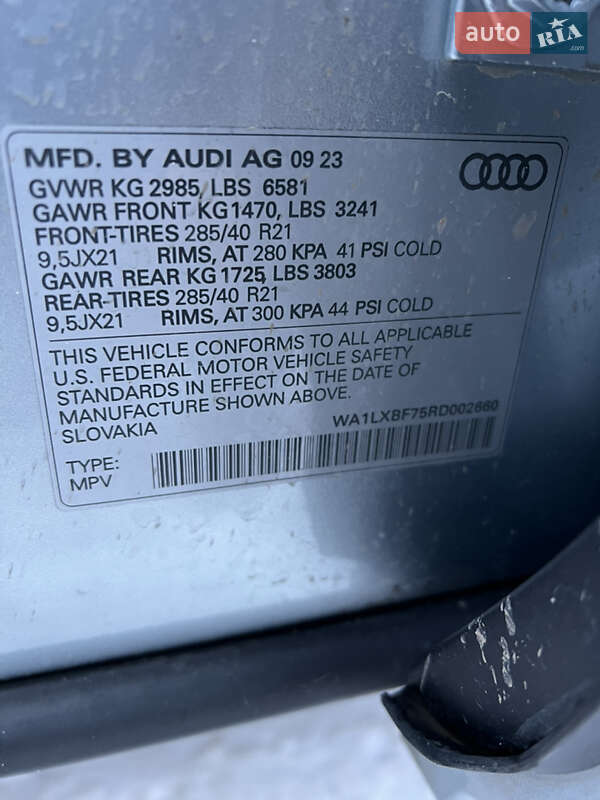 auto RIA .com
MFD. BY AUDI AG 09 23
GVWR KG 2985, LBS 6581
GAWR FRONT KG1470, LBS 3241
FRONT-TIRES 285/40 R21
9,5JX21 RIMS, AT 280 KPA 41 PSI COLD
GAWR REAR KG 1725 LBS 3803
REAR-TIRES 285/40 R21
9,5JX21 RIMS, AT 300 KPA 44 PSI COLD
THIS VEHICLE CONFORMS TO ALL APPLICABLE
U.S. FEDERAL MOTOR VEHICLE SAFETY
STANDARDS IN EFFECT ON THE DATE OF
MANUFACTURE SHOWN ABOVE.
SLOVAKIA WA1LXBF75RD002660
TYPE:
MPV